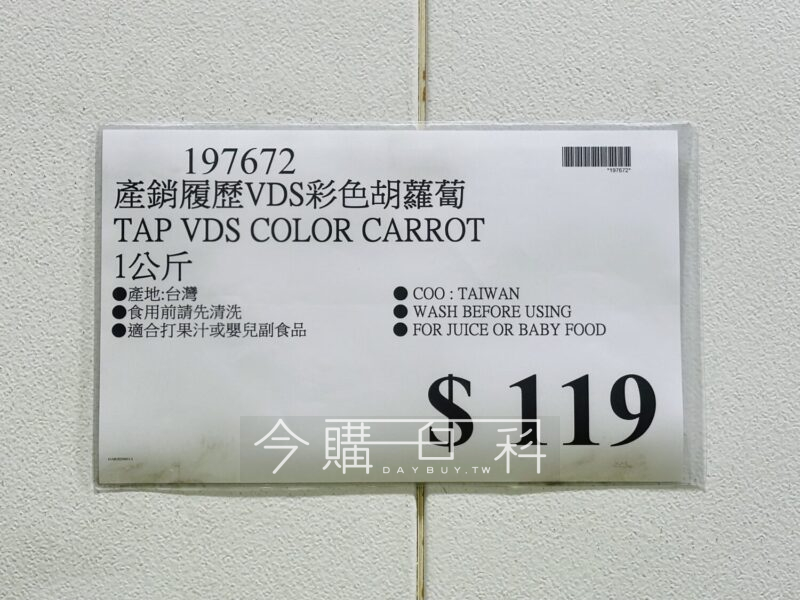 197672
*197672*
產銷履歷VDS彩色胡蘿蔔
TAP VDS COLOR CARROT
1公斤
●產地:台灣
●食用前請先清洗
●適合打果汁或嬰兒副食品
● COO : TAIWAN
● WASH BEFORE USING
● FOR JUICE OR BABY FOOD
$ 119
今購百科
DAYBUY.TW